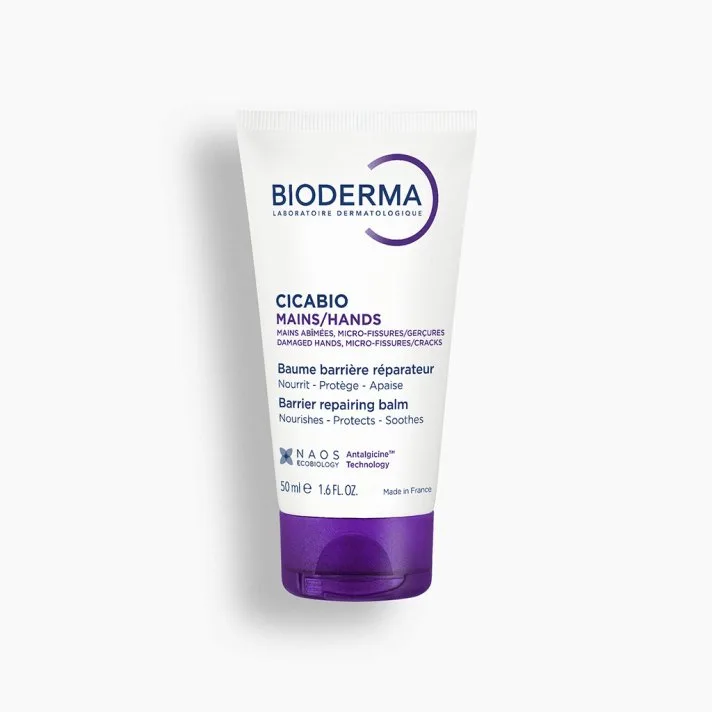 BIODERMA
LABORATOIRE DERMATOLOGIQUE
CICABIO
MAINS/HANDS
MAINS ABÎMÉES, MICRO-FISSURES/GERÇURES
DAMAGED HANDS, MICRO-FISSURES/CRACKS
Baume barrière réparateur
Nourrit - Protège - Apaise
Barrier repairing balm
Nourishes - Protects - Soothes
NAOS
ECOBIOLOGY
Antalgicine™
Technology
50 ml ℮ 1.6 FL. OZ.
Made in France